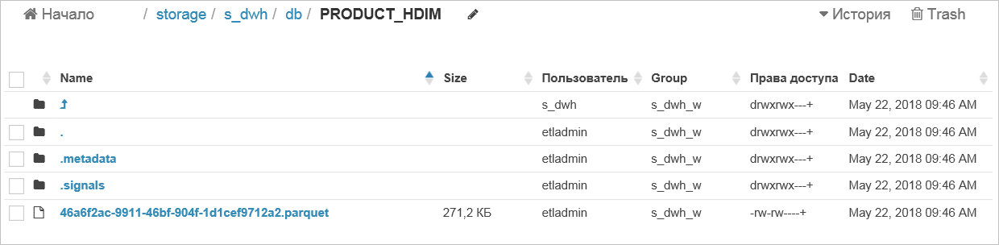 Начало / storage / s_dwh / db / PRODUCT_HDIM История Trash
Name Size Пользователь Group Права доступа Date
s_dwh s_dwh_w drwxrwx---+ May 22, 2018 09:46 AM
. etladmin s_dwh_w drwxrwx---+ May 22, 2018 09:46 AM
.metadata etladmin s_dwh_w drwxrwx---+ May 22, 2018 09:46 AM
.signals etladmin s_dwh_w drwxrwx---+ May 22, 2018 09:46 AM
46a6f2ac-9911-46bf-904f-1d1cef9712a2.parquet 271,2 КБ etladmin s_dwh_w -rw-rw----+ May 22, 2018 09:46 AM